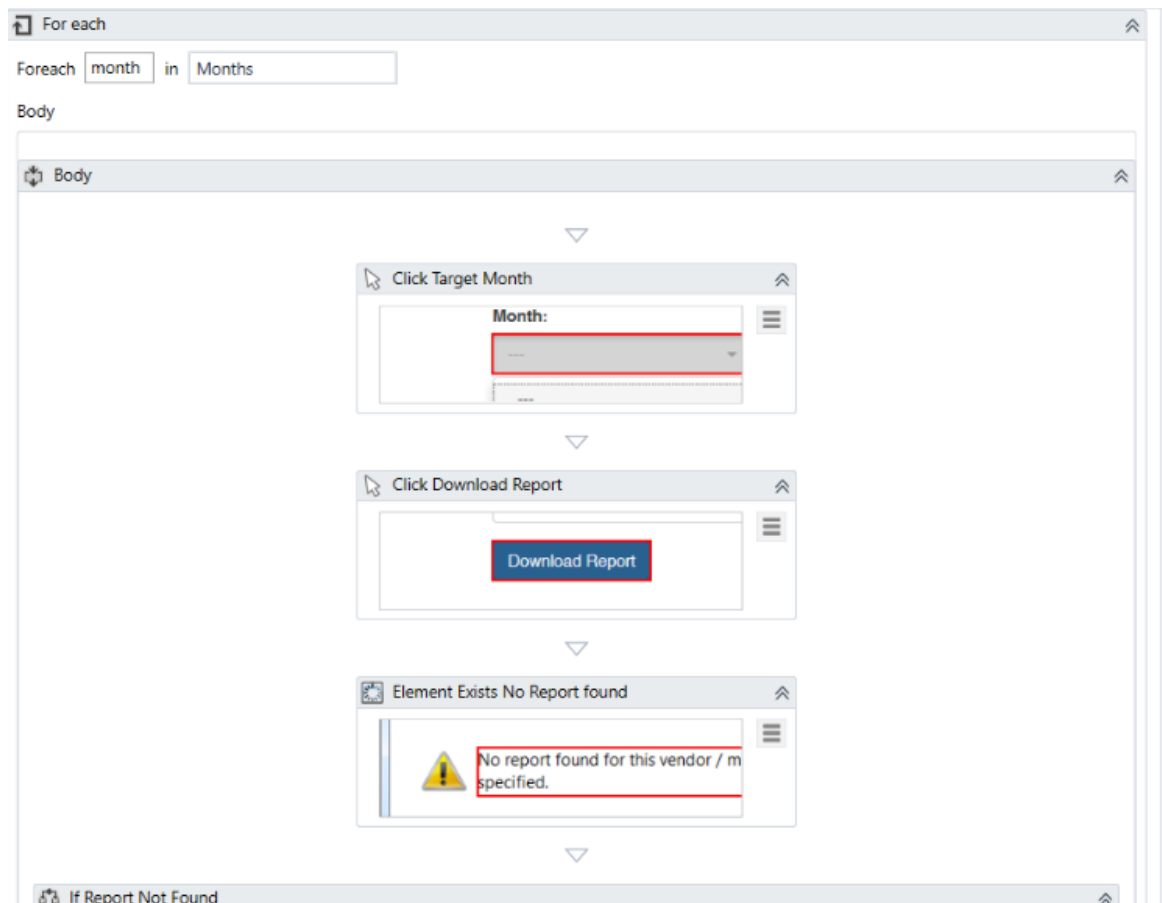 For each
Foreach month in Months
Body
Body
Click Target Month
Month:
---
---
Click Download Report
Download Report
Element Exists No Report found
No report found for this vendor / m
specified.
If Report Not Found